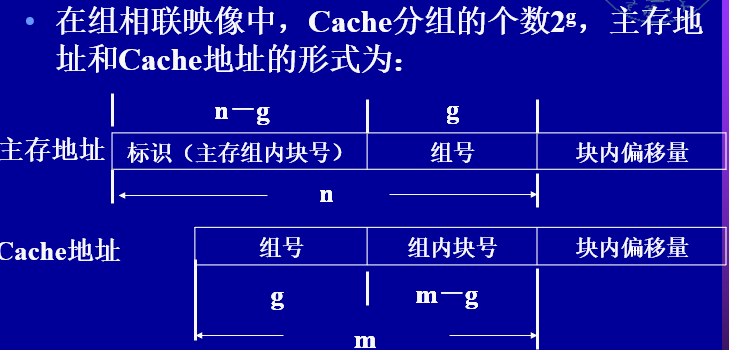 • 在组相联映像中，Cache分组的个数2g，主存地
址和Cache地址的形式为：
n－g g
主存地址 标识（主存组内块号） 组号 块内偏移量
n
Cache地址 组号 组内块号 块内偏移量
g m－g
m